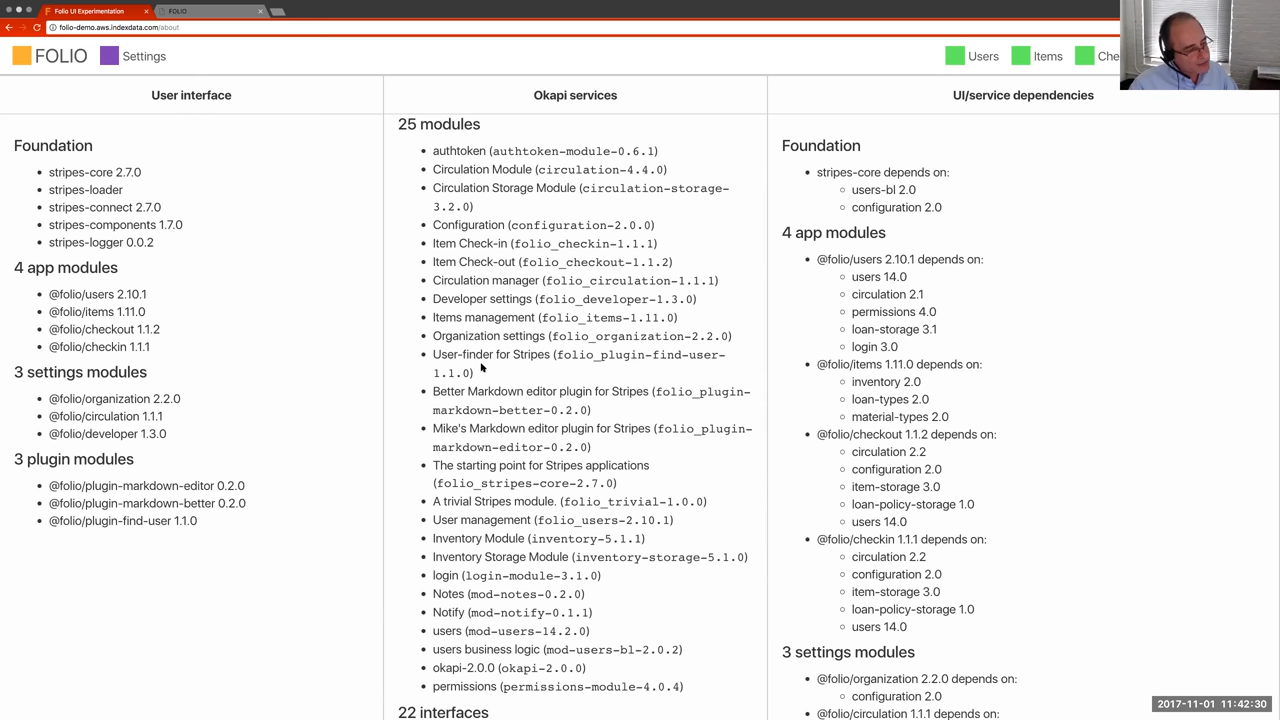 Folio UI Experimentation
FOLIO
folio-demo.aws.indexdata.com/about
FOLIO
Settings
Users
Items
Che
User interface
Foundation
stripes-core 2.7.0
stripes-loader
stripes-connect 2.7.0
stripes-components 1.7.0
stripes-logger 0.0.2
4 app modules
@folio/users 2.10.1
@folio/items 1.11.0
@folio/checkout 1.1.2
@folio/checkin 1.1.1
3 settings modules
@folio/organization 2.2.0
@folio/circulation 1.1.1
@folio/developer 1.3.0
3 plugin modules
@folio/plugin-markdown-editor 0.2.0
@folio/plugin-markdown-better 0.2.0
@folio/plugin-find-user 1.1.0
Okapi services
25 modules
authtoken (authtoken-module-0.6.1)
Circulation Module (circulation-4.4.0)
Circulation Storage Module (circulation-storage-
3.2.0)
Configuration (configuration-2.0.0)
Item Check-in (folio_checkin-1.1.1)
Item Check-out (folio_checkout-1.1.2)
Circulation manager (folio_circulation-1.1.1)
Developer settings (folio_developer-1.3.0)
Items management (folio_items-1.11.0)
Organization settings (folio_organization-2.2.0)
User-finder for Stripes (folio_plugin-find-user-
1.1.0)
Better Markdown editor plugin for Stripes (folio_plugin-
markdown-better-0.2.0)
Mike's Markdown editor plugin for Stripes (folio_plugin-
markdown-editor-0.2.0)
The starting point for Stripes applications
(folio_stripes-core-2.7.0)
A trivial Stripes module. (folio_trivial-1.0.0)
User management (folio_users-2.10.1)
Inventory Module (inventory-5.1.1)
Inventory Storage Module (inventory-storage-5.1.0)
login (login-module-3.1.0)
Notes (mod-notes-0.2.0)
Notify (mod-notify-0.1.1)
users (mod-users-14.2.0)
users business logic (mod-users-bl-2.0.2)
okapi-2.0.0 (okapi-2.0.0)
permissions (permissions-module-4.0.4)
22 interfaces
UI/service dependencies
Foundation
stripes-core depends on:
users-bl 2.0
configuration 2.0
4 app modules
@folio/users 2.10.1 depends on:
users 14.0
circulation 2.1
permissions 4.0
loan-storage 3.1
login 3.0
@folio/items 1.11.0 depends on:
inventory 2.0
loan-types 2.0
material-types 2.0
@folio/checkout 1.1.2 depends on:
circulation 2.2
configuration 2.0
item-storage 3.0
loan-policy-storage 1.0
users 14.0
@folio/checkin 1.1.1 depends on:
circulation 2.2
configuration 2.0
item-storage 3.0
loan-policy-storage 1.0
users 14.0
3 settings modules
@folio/organization 2.2.0 depends on:
configuration 2.0
@folio/circulation 1.1.1 depends on:
2017-11-01 11:42:30